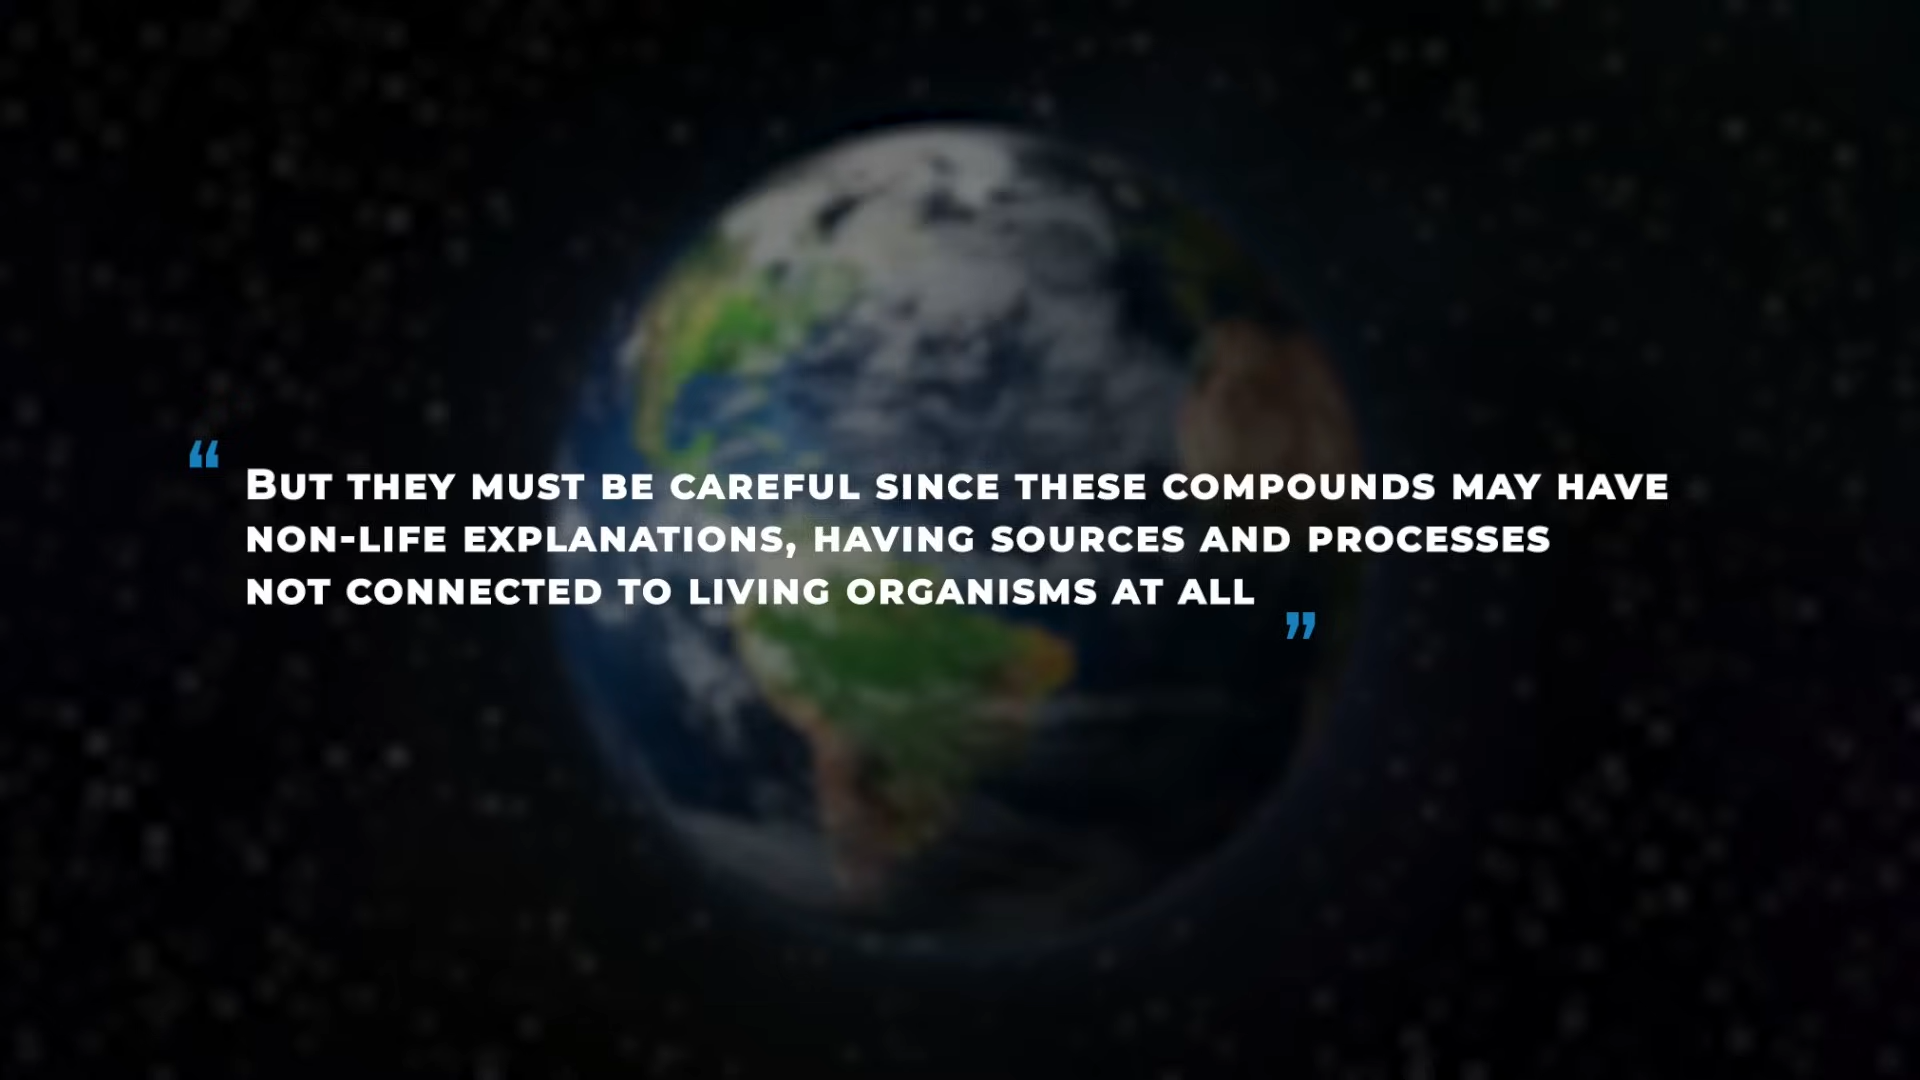 “But they must be careful since these compounds may have
non-life explanations, having sources and processes
not connected to living organisms at all”